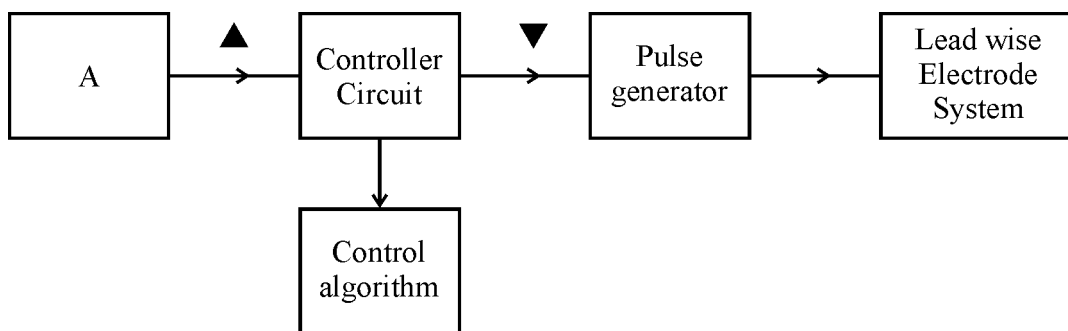 A
Controller
Circuit
Pulse
generator
Lead wise
Electrode
System
Control
algorithm